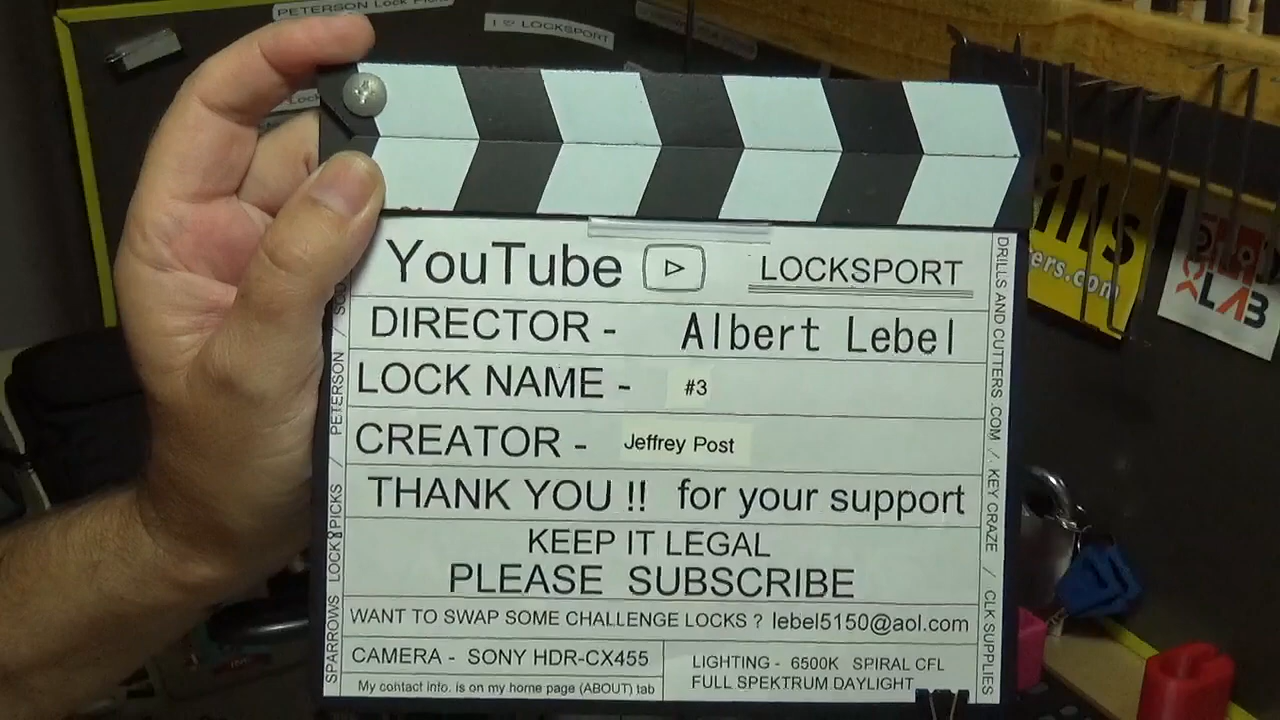 PETERSON Lock Picks
I LOCKSPORT
YouTube LOCKSPORT
DIRECTOR - Albert Lebel
LOCK NAME - #3
CREATOR - Jeffrey Post
THANK YOU !! for your support
KEEP IT LEGAL
PLEASE SUBSCRIBE
WANT TO SWAP SOME CHALLENGE LOCKS ? lebel5150@aol.com
CAMERA - SONY HDR-CX455
My contact info. is on my home page (ABOUT) tab
LIGHTING - 6500K SPIRAL CFL
FULL SPEKTRUM DAYLIGHT
SPARROWS LOCK PICKS / PETERSON /
DRILLS AND CUTTERS .COM / KEY CRAZE / CLK SUPPLIES
LAB